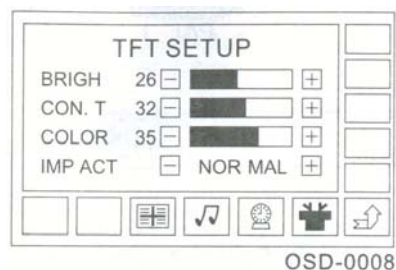 TFT SETUP
BRIGH 26 − +
CON. T 32 − +
COLOR 35 − +
IMP ACT − NOR MAL +
OSD-0008